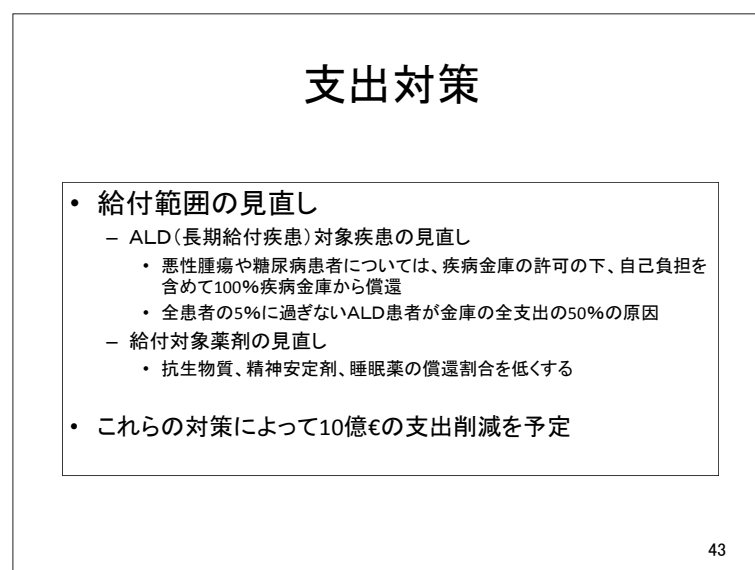 支出対策
• 給付範囲の見直し
– ALD(長期給付疾患)対象疾患の見直し
• 悪性腫瘍や糖尿病患者については、疾病金庫の許可の下、自己負担を
含めて100%疾病金庫から償還
• 全患者の5%に過ぎないALD患者が金庫の全支出の50%の原因
– 給付対象薬剤の見直し
• 抗生物質、精神安定剤、睡眠薬の償還割合を低くする
• これらの対策によって10億€の支出削減を予定
43